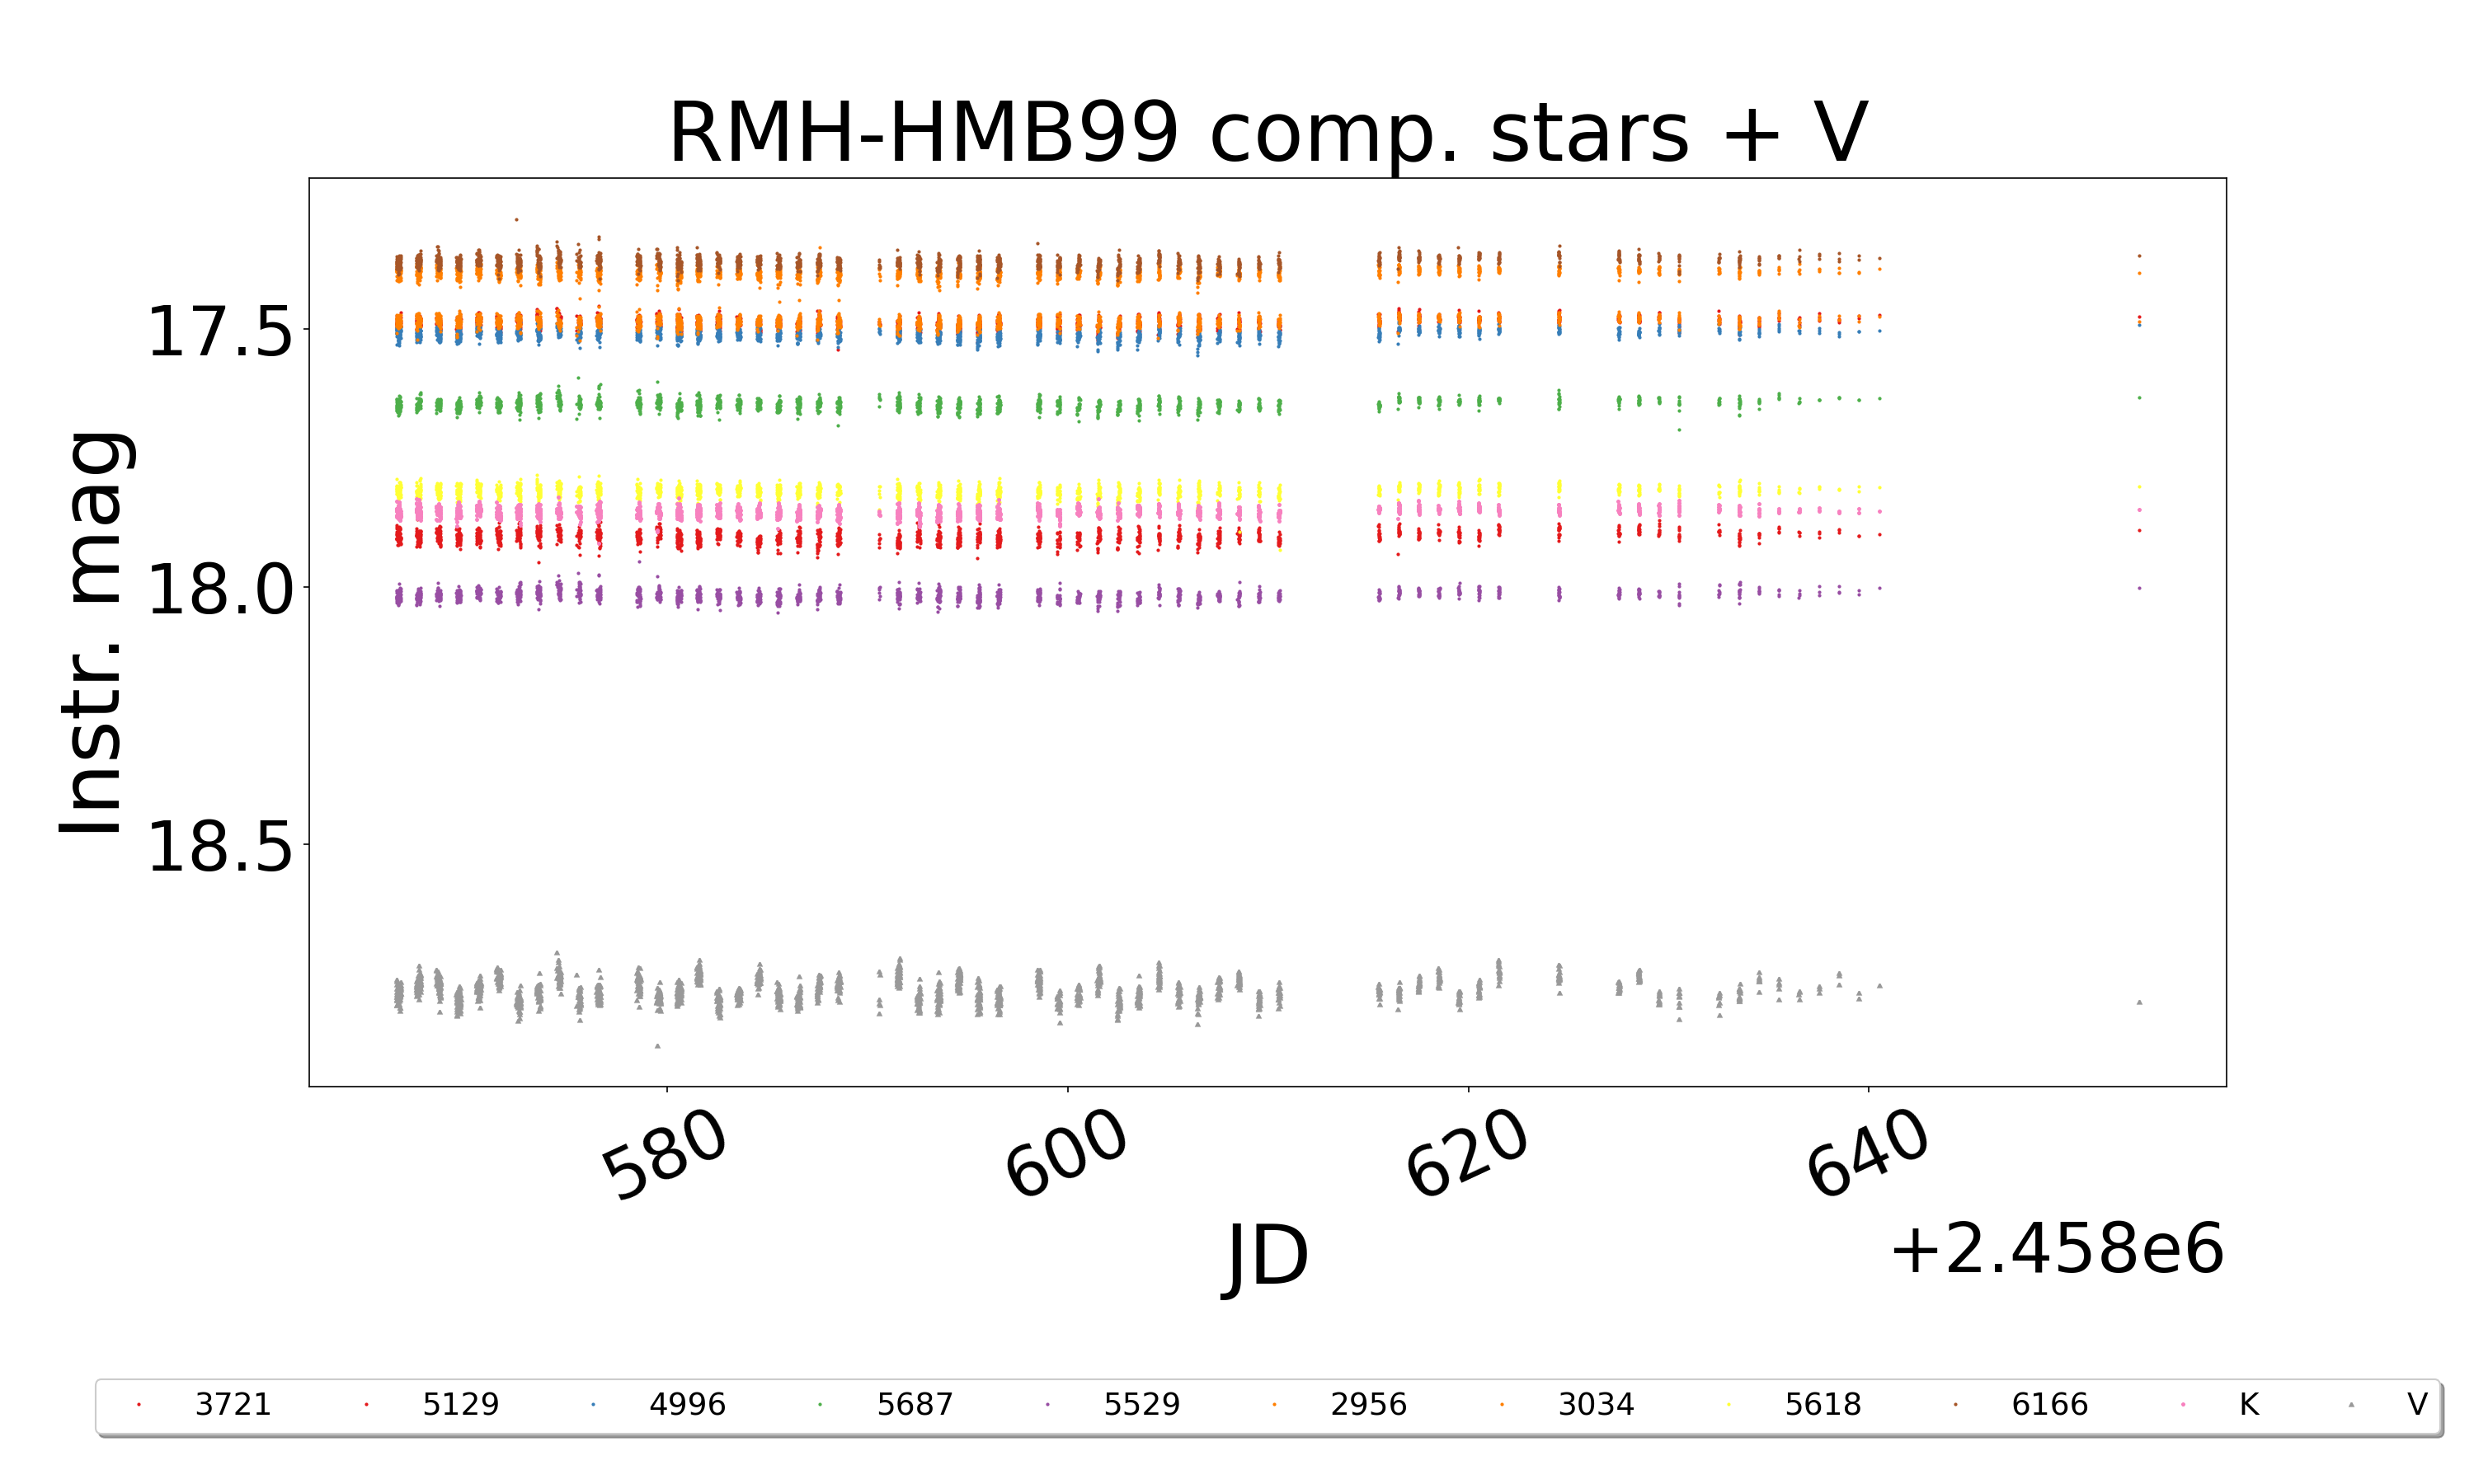 RMH-HMB99 comp. stars + V
Instr. mag
17.5
18.0
18.5
580 600 620 640
JD
+2.458e6
3721 5129 4996 5687 5529 2956 3034 5618 6166 K V